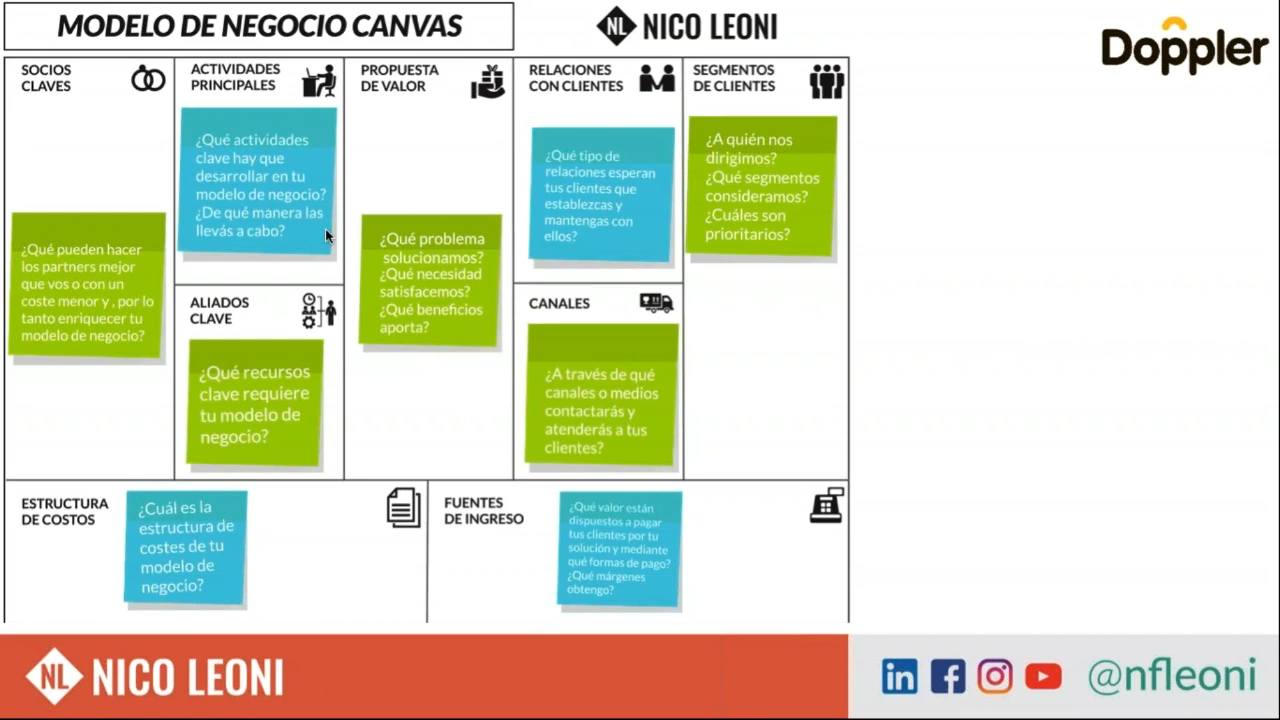 MODELO DE NEGOCIO CANVAS
NL NICO LEONI
Doppler
SOCIOS
CLAVES
¿Qué pueden hacer
los partners mejor
que vos o con un
coste menor y , por lo
tanto enriquecer tu
modelo de negocio?
ACTIVIDADES
PRINCIPALES
¿Qué actividades
clave hay que
desarrollar en tu
modelo de negocio?
¿De qué manera las
llevás a cabo?
ALIADOS
CLAVE
¿Qué recursos
clave requiere
tu modelo de
negocio?
PROPUESTA
DE VALOR
¿Qué problema
solucionamos?
¿Qué necesidad
satisfacemos?
¿Qué beneficios
aporta?
RELACIONES
CON CLIENTES
¿Qué tipo de
relaciones esperan
tus clientes que
establezcas y
mantengas con
ellos?
CANALES
¿A través de qué
canales o medios
contactarás y
atenderás a tus
clientes?
SEGMENTOS
DE CLIENTES
¿A quién nos
dirigimos?
¿Qué segmentos
consideramos?
¿Cuáles son
prioritarios?
ESTRUCTURA
DE COSTOS
¿Cuál es la
estructura de
costes de tu
modelo de
negocio?
FUENTES
DE INGRESO
¿Qué valor están
dispuestos a pagar
tus clientes por tu
solución y mediante
qué formas de pago?
¿Qué márgenes
obtengo?
NL NICO LEONI
@nfleoni